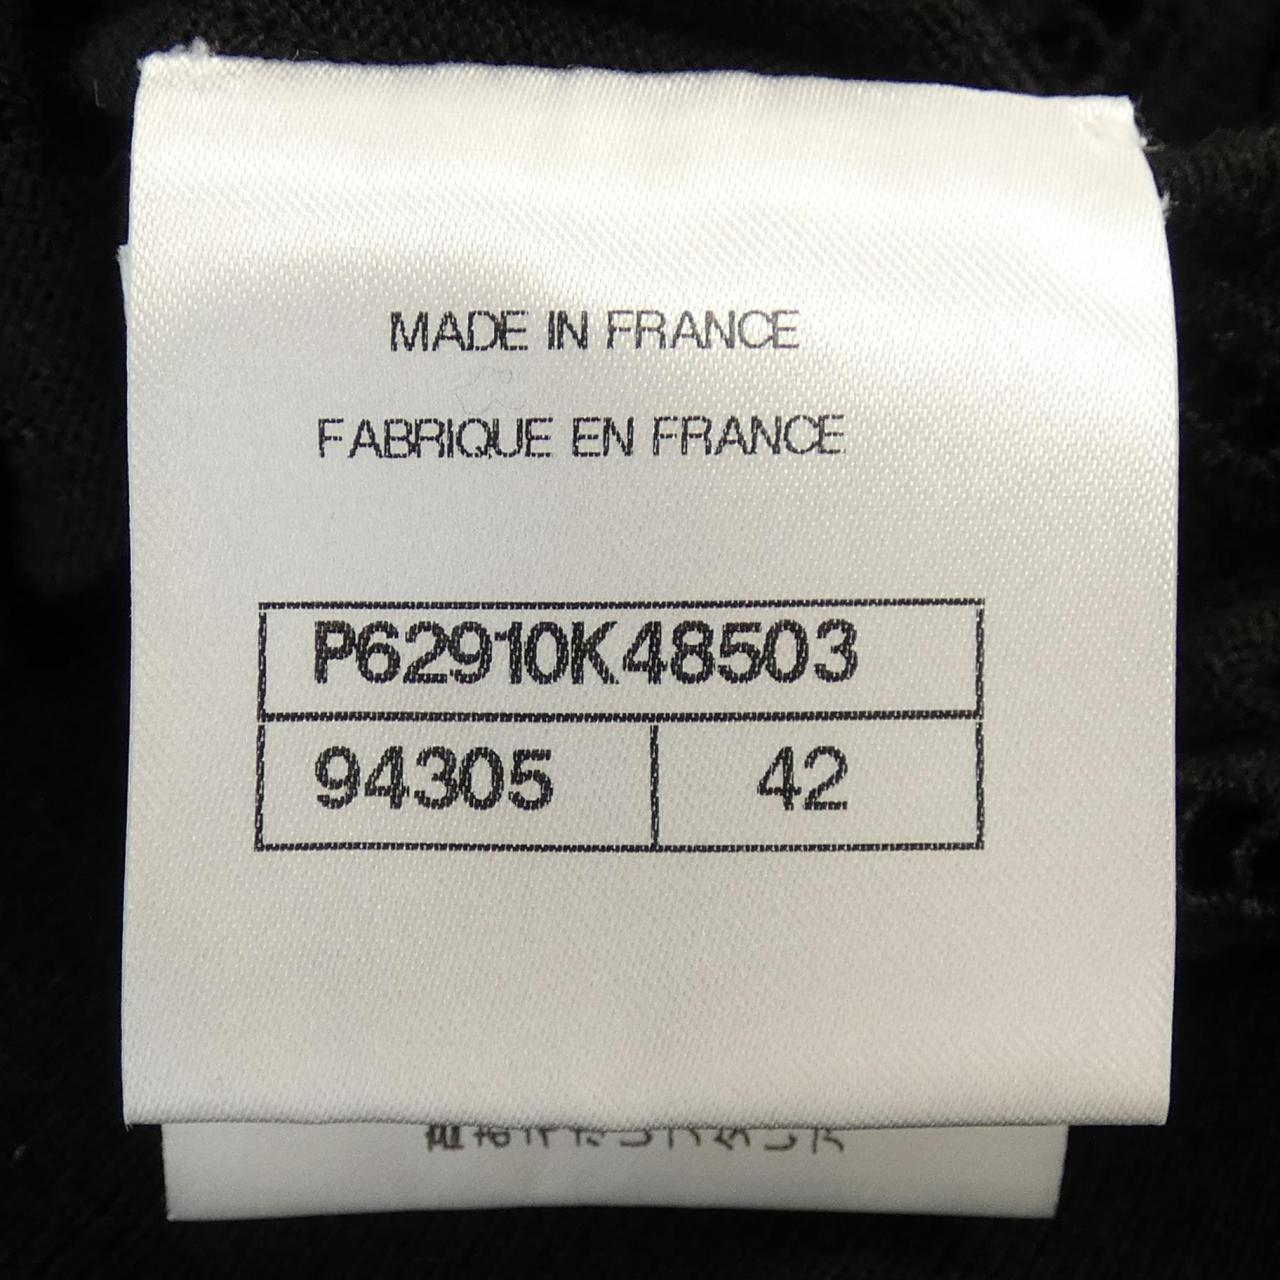 MADE IN FRANCE
FABRIQUE EN FRANCE
P62910K48503
94305 42